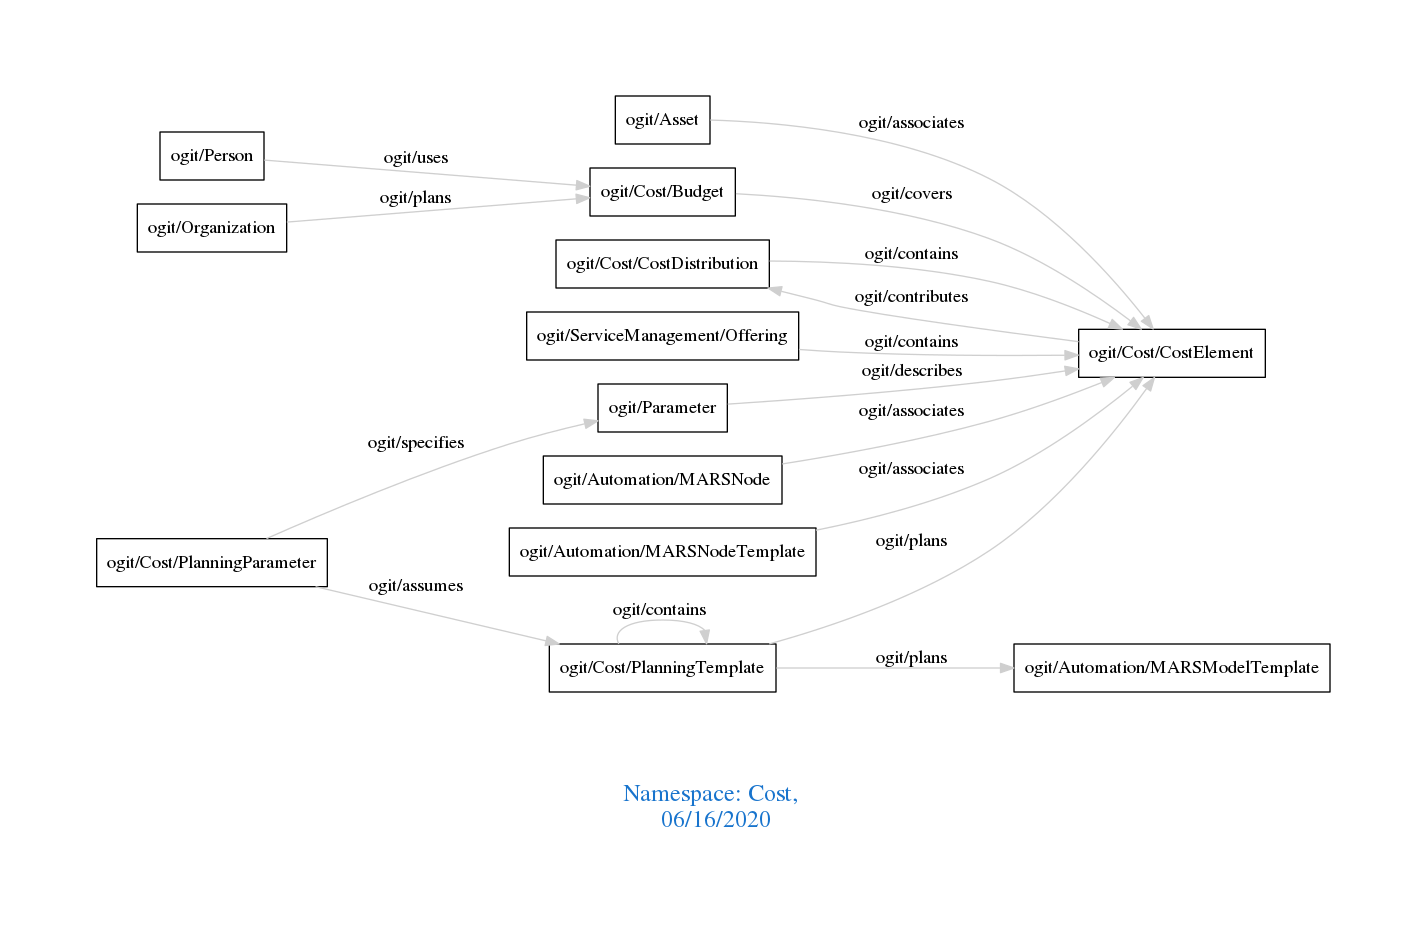 ogit/Asset
ogit/associates
ogit/Person
ogit/uses
ogit/Cost/Budget
ogit/covers
ogit/plans
ogit/Organization
ogit/Cost/CostDistribution
ogit/contains
ogit/contributes
ogit/ServiceManagement/Offering
ogit/contains
ogit/Cost/CostElement
ogit/describes
ogit/Parameter
ogit/associates
ogit/specifies
ogit/Automation/MARSNode
ogit/associates
ogit/plans
ogit/Automation/MARSNodeTemplate
ogit/Cost/PlanningParameter
ogit/assumes
ogit/contains
ogit/Cost/PlanningTemplate
ogit/plans
ogit/Automation/MARSModelTemplate
Namespace: Cost,
06/16/2020